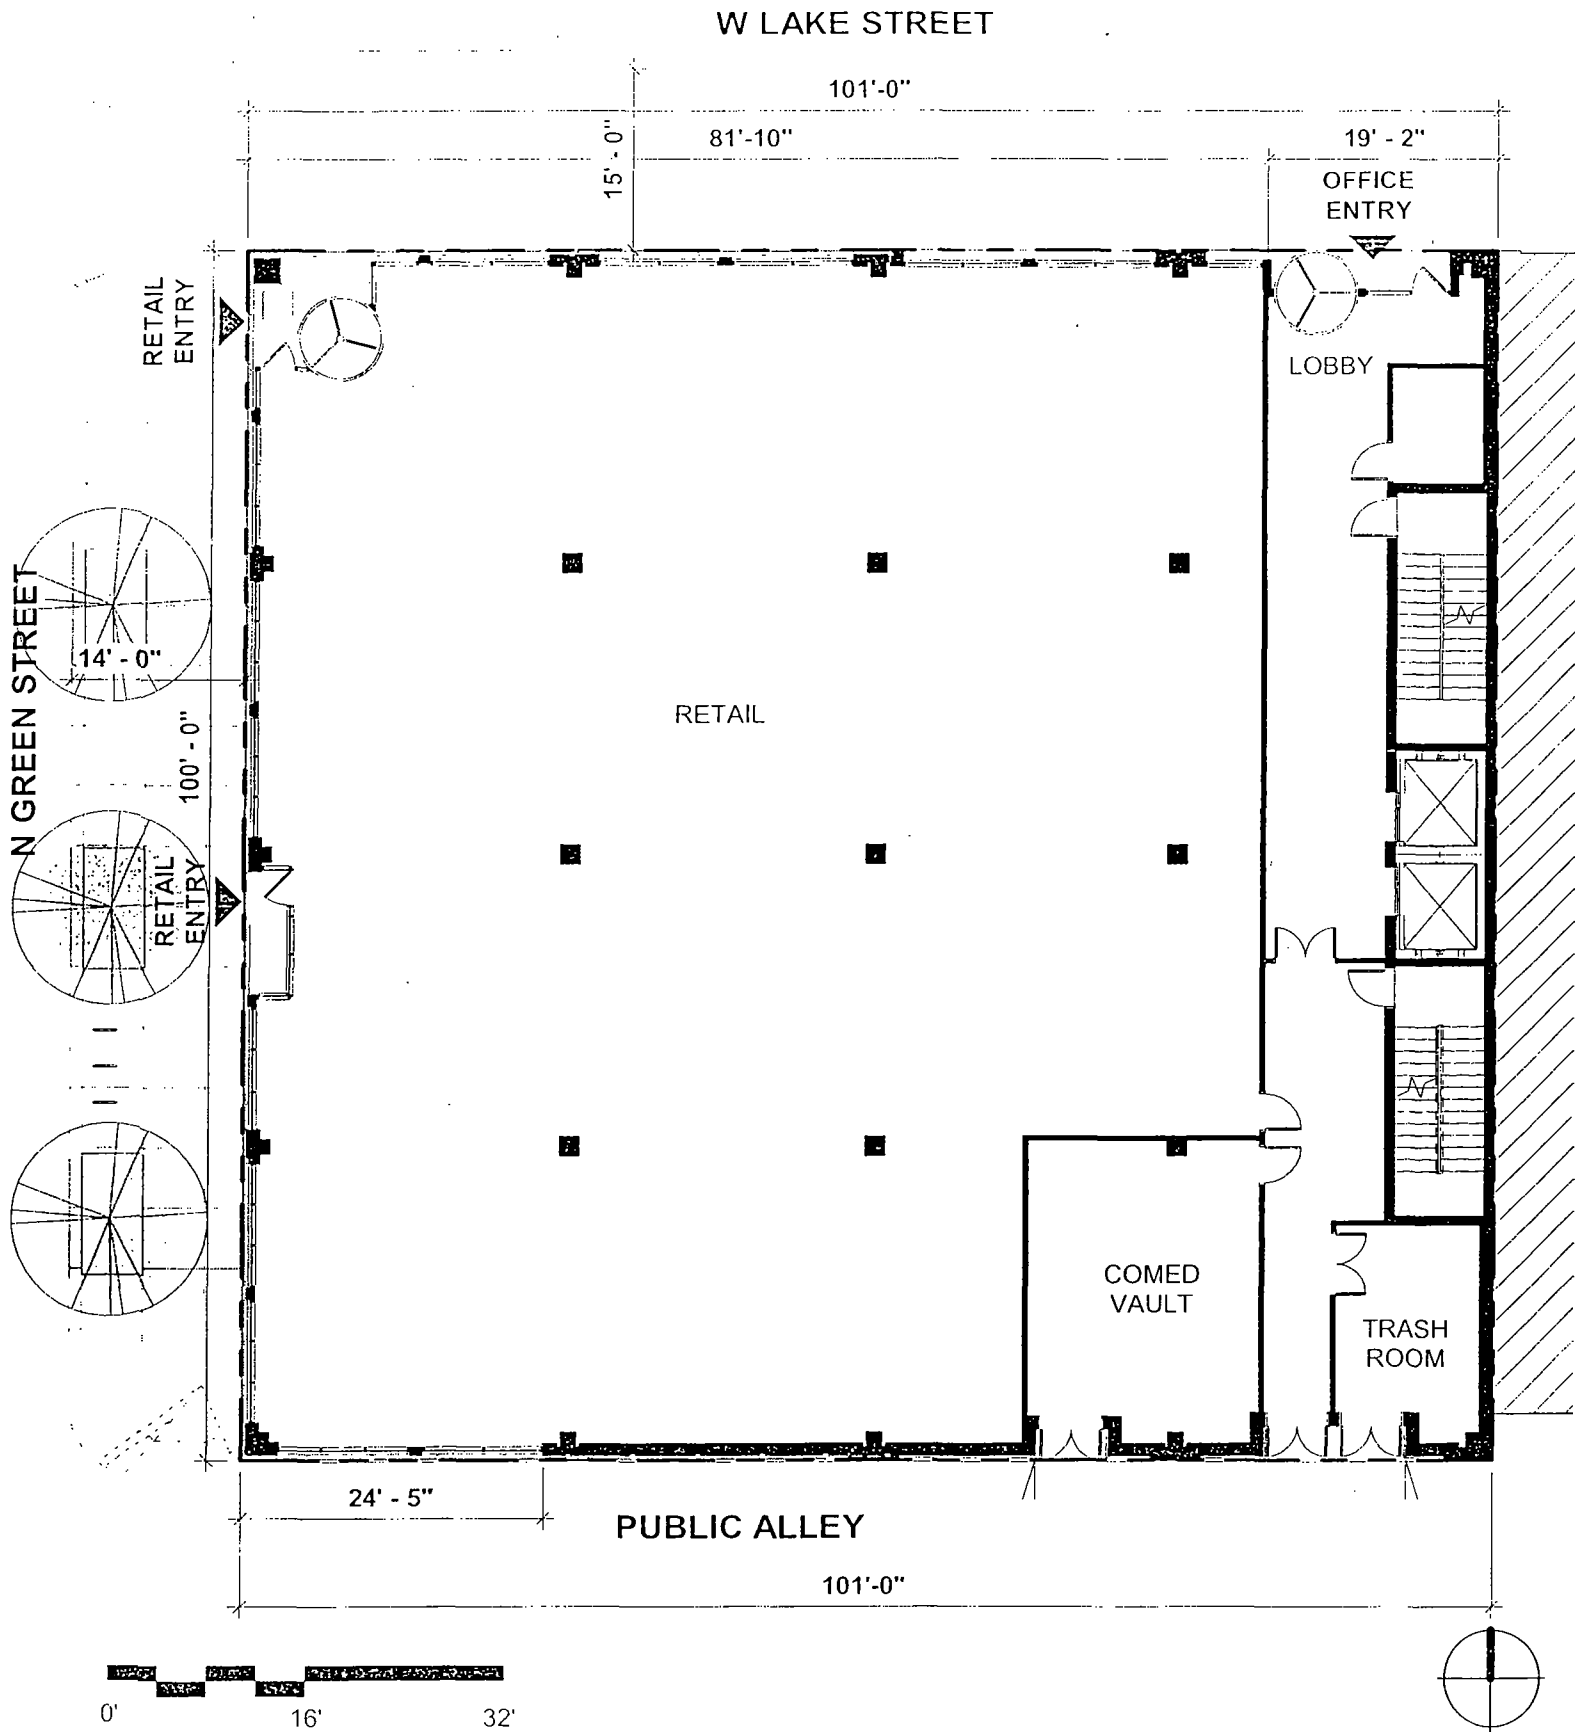 W LAKE STREET
101'-0"
81'-10"
19' - 2"
15' - 0"
OFFICE
ENTRY
RETAIL
ENTRY
LOBBY
N GREEN STREET
14' - 0"
RETAIL
100' - 0"
RETAIL
ENTRY
COMED
VAULT
TRASH
ROOM
24' - 5"
PUBLIC ALLEY
101'-0"
0'
16'
32'